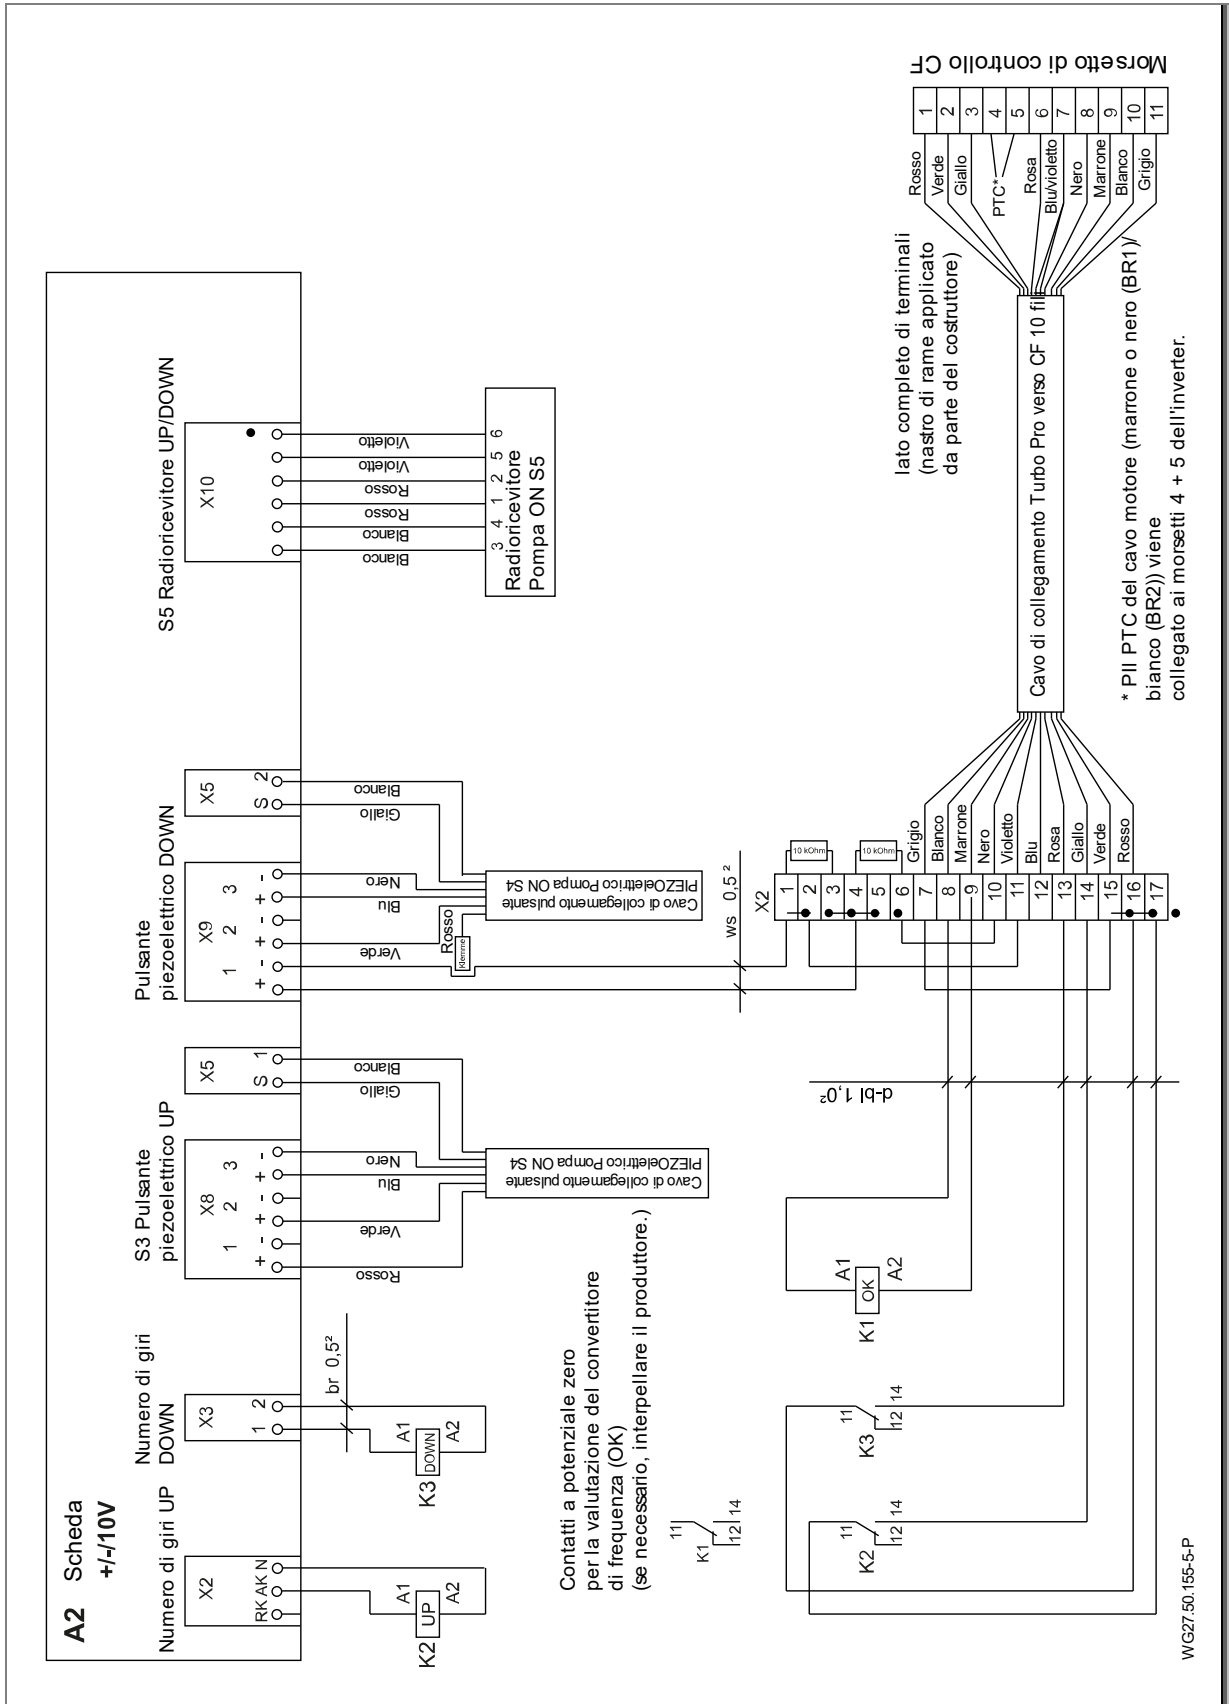 A2 Scheda
+/-/10V
Numero di giri UP
X2
RK AK N
A1
UP
A2
K2
Numero di giri
DOWN
X3
1 2
br 0,5²
A1
DOWN
A2
K3
S3 Pulsante
piezoelettrico UP
X8
1 2 3
+ - + - + -
Rosso
Verde
Blu
Nero
X5
S 1
Giallo
Blanco
Cavo di collegamento pulsante
PIEZOelettrico Pompa ON S4
Pulsante
piezoelettrico DOWN
X9
1 2 3
+ - + - + -
Verde
Rosso
Klemme
Blu
Nero
X5
S 2
Giallo
Blanco
Cavo di collegamento pulsante
PIEZOelettrico Pompa ON S4
S5 Radioricevitore UP/DOWN
X10
Blanco
Blanco
Rosso
Rosso
Violetto
Violetto
3 4 1 2 5 6
Radioricevitore
Pompa ON S5
Contatti a potenziale zero
per la valutazione del convertitore
di frequenza (OK)
(se necessario, interpellare il produttore.)
11
K1
12 14
ws 0,5 ²
X2
10 kOhm
10 kOhm
1
2
3
4
5
6
7
8
9
10
11
12
13
14
15
16
17
Grigio
Blanco
Marrone
Nero
Violetto
Blu
Rosa
Giallo
Verde
Rosso
d-bl 1,0²
A1
OK
A2
K1
11
K3
12 14
11
K2
12 14
Cavo di collegamento Turbo Pro verso CF 10 fili
lato completo di terminali
(nastro di rame applicato
da parte del costruttore)
Rosso
Verde
Giallo
PTC*
Rosa
Blu/violetto
Nero
Marrone
Blanco
Grigio
1
2
3
4
5
6
7
8
9
10
11
Morsetto di controllo CF
* PII PTC del cavo motore (marrone o nero (BR1)/
bianco (BR2)) viene
collegato ai morsetti 4 + 5 dell'inverter.
WG27.50.155-5-P